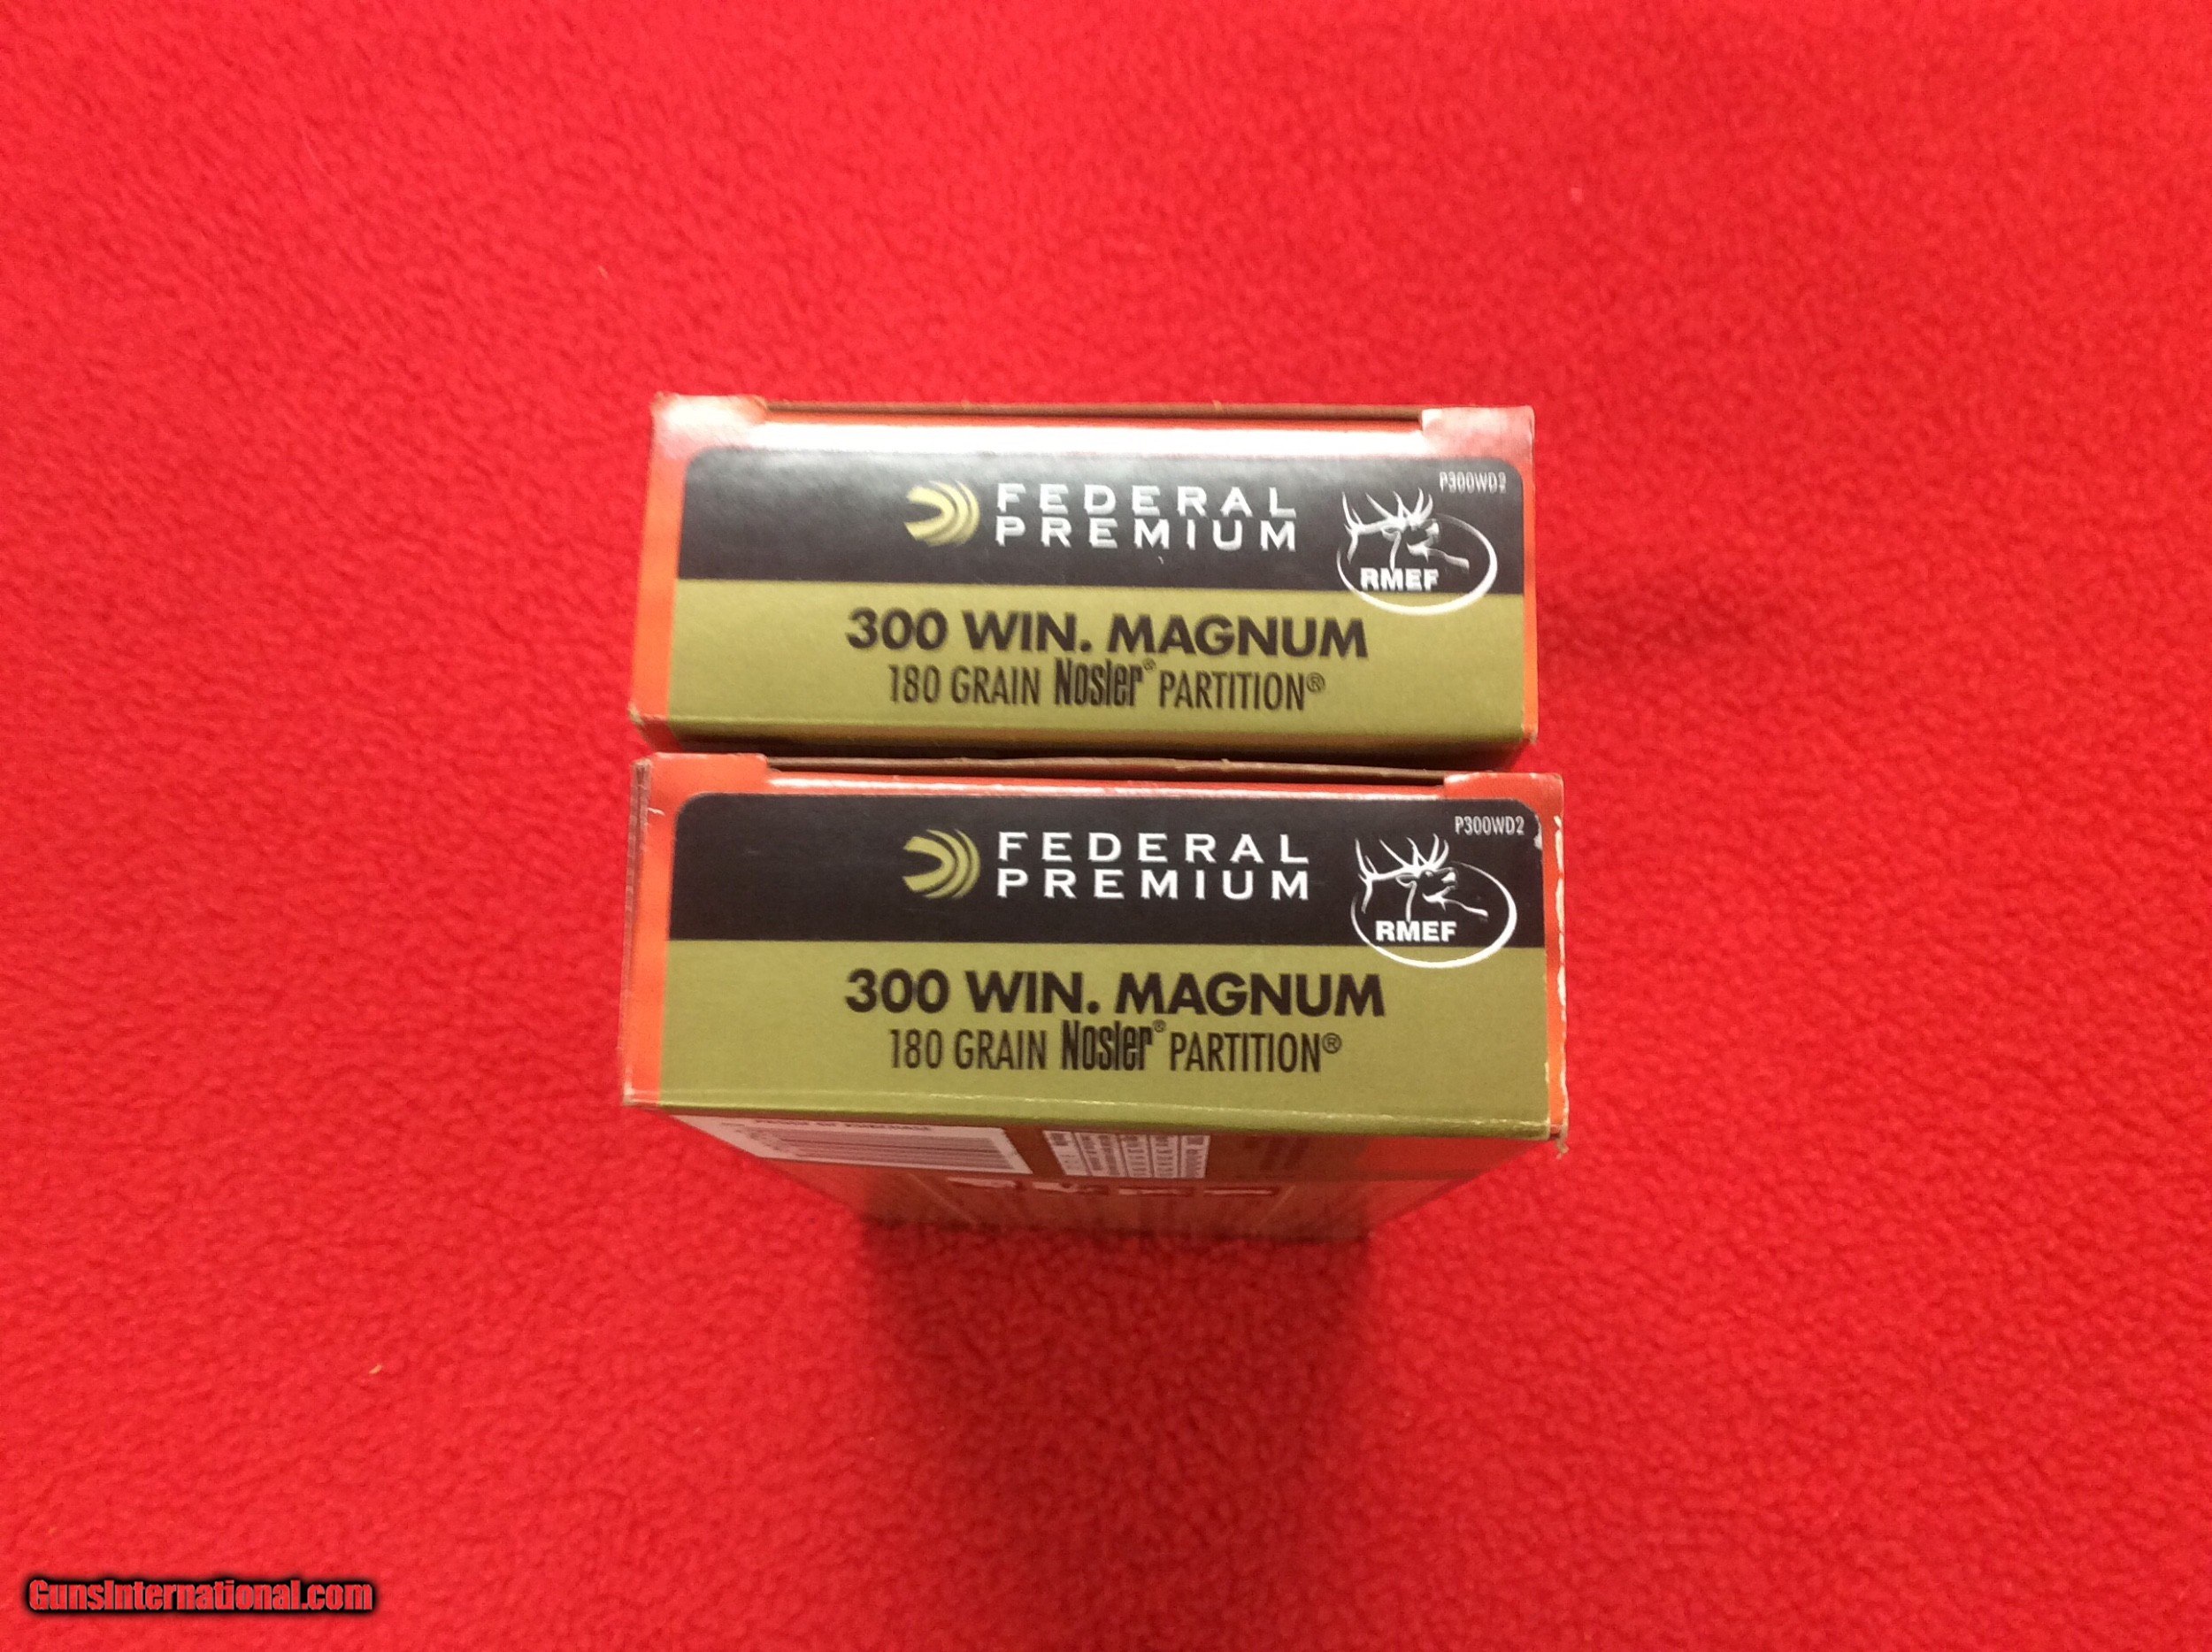 P300WD2
FEDERAL
PREMIUM
RMEF
300 WIN. MAGNUM
180 GRAIN Nosler® PARTITION®
P300WD2
FEDERAL
PREMIUM
RMEF
300 WIN. MAGNUM
180 GRAIN Nosler® PARTITION®
GunsInternational.com